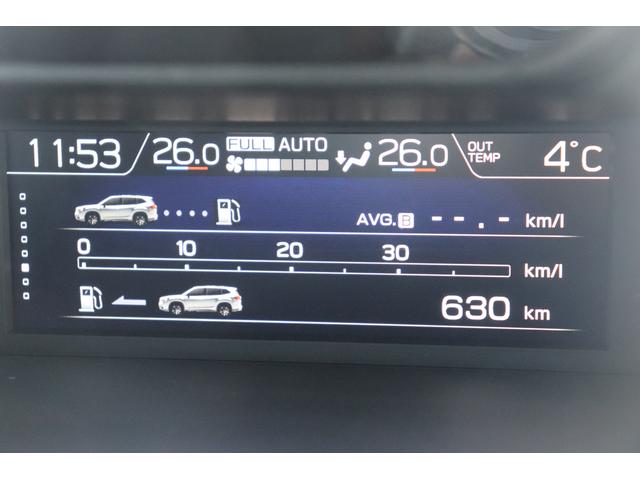 11:53 26.0 FULL AUTO 26.0 OUT TEMP 4°C
AVG. B --.- km/l
0 10 20 30
km/l
630 km